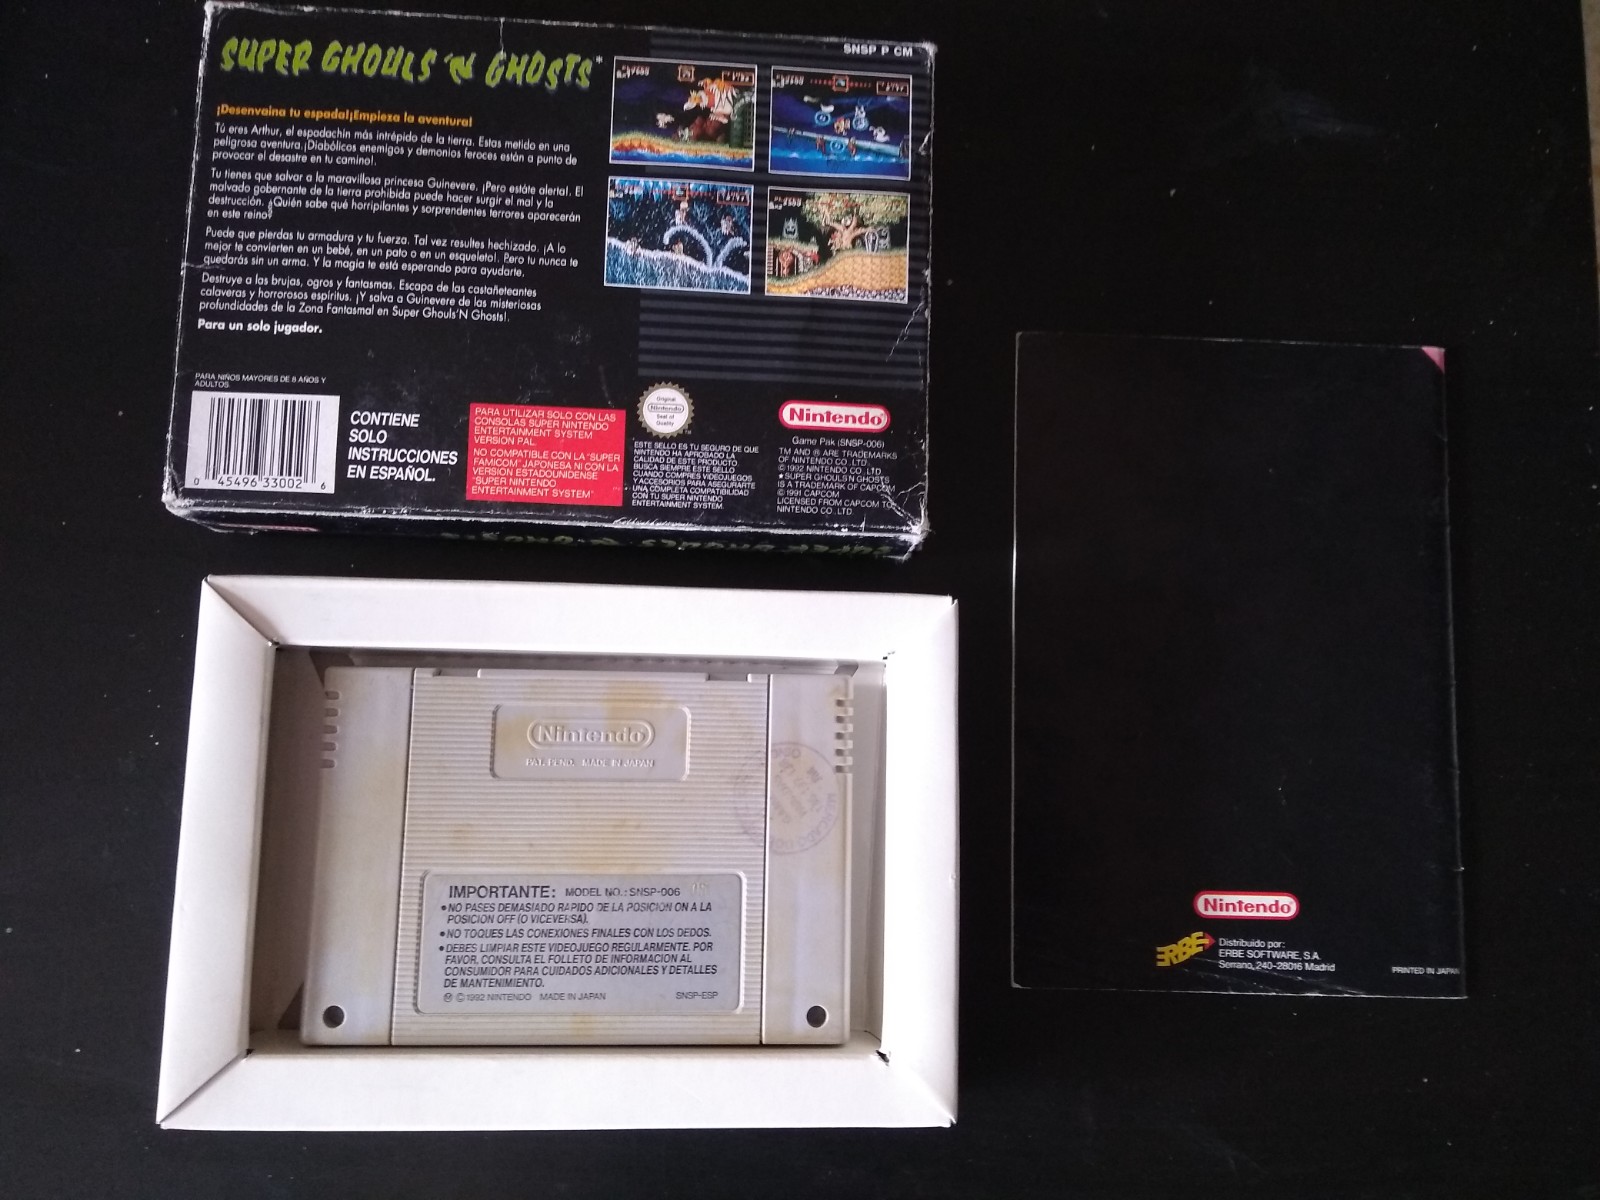 SUPER GHOULS 'N GHOSTS*
SNSP P CM
¡Desenvaina tu espada!¡Empieza la aventura!
Tú eres Arthur, el espadachín más intrépido de la tierra. Estas metido en una
peligrosa aventura.¡Diabólicos enemigos y demonios feroces están a punto de
provocar el desastre en tu camino!.
Tu tienes que salvar a la maravillosa princesa Guinevere. ¡Pero estáte alerta!. El
malvado gobernante de la tierra prohibida puede hacer surgir el mal y la
destrucción. ¿Quién sabe qué horripilantes y sorprendentes terrores aparecerán
en este reino?
Puede que pierdas tu armadura y tu fuerza. Tal vez resultes hechizado. ¡A lo
mejor te convierten en un bebé, en un pato o en un esqueleto!. Pero tu nunca te
quedarás sin un arma. Y la magia te está esperando para ayudarte.
Destruye a las brujas, ogros y fantasmas. Escapa de las castañeteantes
calaveras y horrorosos espíritus. ¡Y salva a Guinevere de las misteriosas
profundidades de la Zona Fantasmal en Super Ghouls'N Ghosts!.
Para un solo jugador.
PARA NIÑOS MAYORES DE 8 AÑOS Y
ADULTOS
0 45496 33002 6
CONTIENE
SOLO
INSTRUCCIONES
EN ESPAÑOL.
PARA UTILIZAR SOLO CON LAS
CONSOLAS SUPER NINTENDO
ENTERTAINMENT SYSTEM
VERSION PAL.
NO COMPATIBLE CON LA "SUPER
FAMICOM" JAPONESA NI CON LA
VERSION ESTADOUNIDENSE
"SUPER NINTENDO
ENTERTAINMENT SYSTEM"
Original
Nintendo
Seal of
Quality
ESTE SELLO ES TU SEGURO DE QUE
NINTENDO HA APROBADO LA
CALIDAD DE ESTE PRODUCTO.
BUSCA SIEMPRE ESTE SELLO
CUANDO COMPRES VIDEOJUEGOS
Y ACCESORIOS PARA ASEGURARTE
UNA COMPLETA COMPATIBILIDAD
CON TU SUPER NINTENDO
ENTERTAINMENT SYSTEM.
Nintendo
Game Pak (SNSP-006)
TM AND ® ARE TRADEMARKS
OF NINTENDO CO. LTD.
© 1992 NINTENDO CO., LTD
★SUPER GHOULS'N GHOSTS
IS A TRADEMARK OF CAPCOM
© 1991 CAPCOM
LICENSED FROM CAPCOM TO
NINTENDO CO. LTD
SUPER GHOULS 'N GHOSTS
Nintendo
PAT. PEND. MADE IN JAPAN
IMPORTANTE: MODEL NO.: SNSP-006
•NO PASES DEMASIADO RAPIDO DE LA POSICION ON A LA
POSICION OFF (O VICEVERSA).
•NO TOQUES LAS CONEXIONES FINALES CON LOS DEDOS.
•DEBES LIMPIAR ESTE VIDEOJUEGO REGULARMENTE. POR
FAVOR, CONSULTA EL FOLLETO DE INFORMACION AL
CONSUMIDOR PARA CUIDADOS ADICIONALES Y DETALLES
DE MANTENIMIENTO.
Ⓜ ©1992 NINTENDO MADE IN JAPAN SNSP-ESP
Nintendo
ERBE
Distribuido por:
ERBE SOFTWARE, S.A.
Serrano, 240-28016 Madrid
PRINTED IN JAPAN